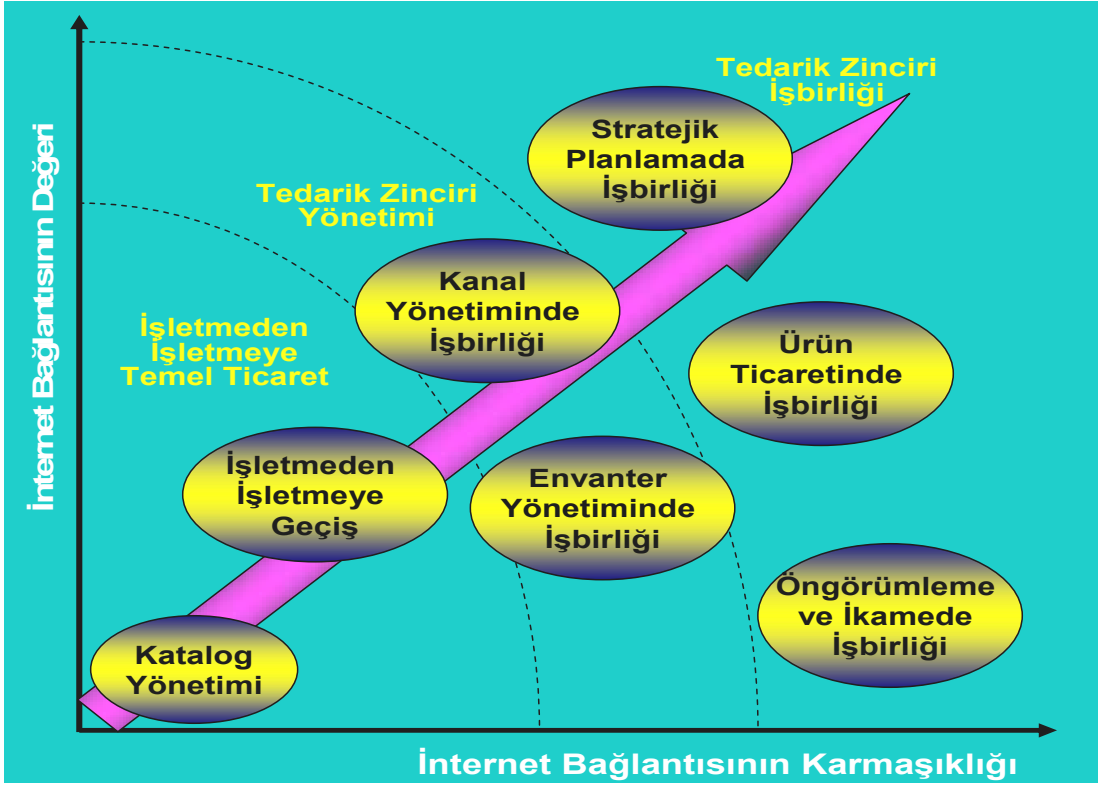 Tedarik Zinciri
İşbirliği
Stratejik
Planlamada
İşbirliği
Tedarik Zinciri
Yönetimi
Kanal
Yönetiminde
İşbirliği
İşletmeden
İşletmeye
Temel Ticaret
Ürün
Ticaretinde
İşbirliği
İşletmeden
İşletmeye
Geçiş
Envanter
Yönetiminde
İşbirliği
Öngörümleme
ve İkamede
İşbirliği
Katalog
Yönetimi
İnternet Bağlantısının Değeri
İnternet Bağlantısının Karmaşıklığı